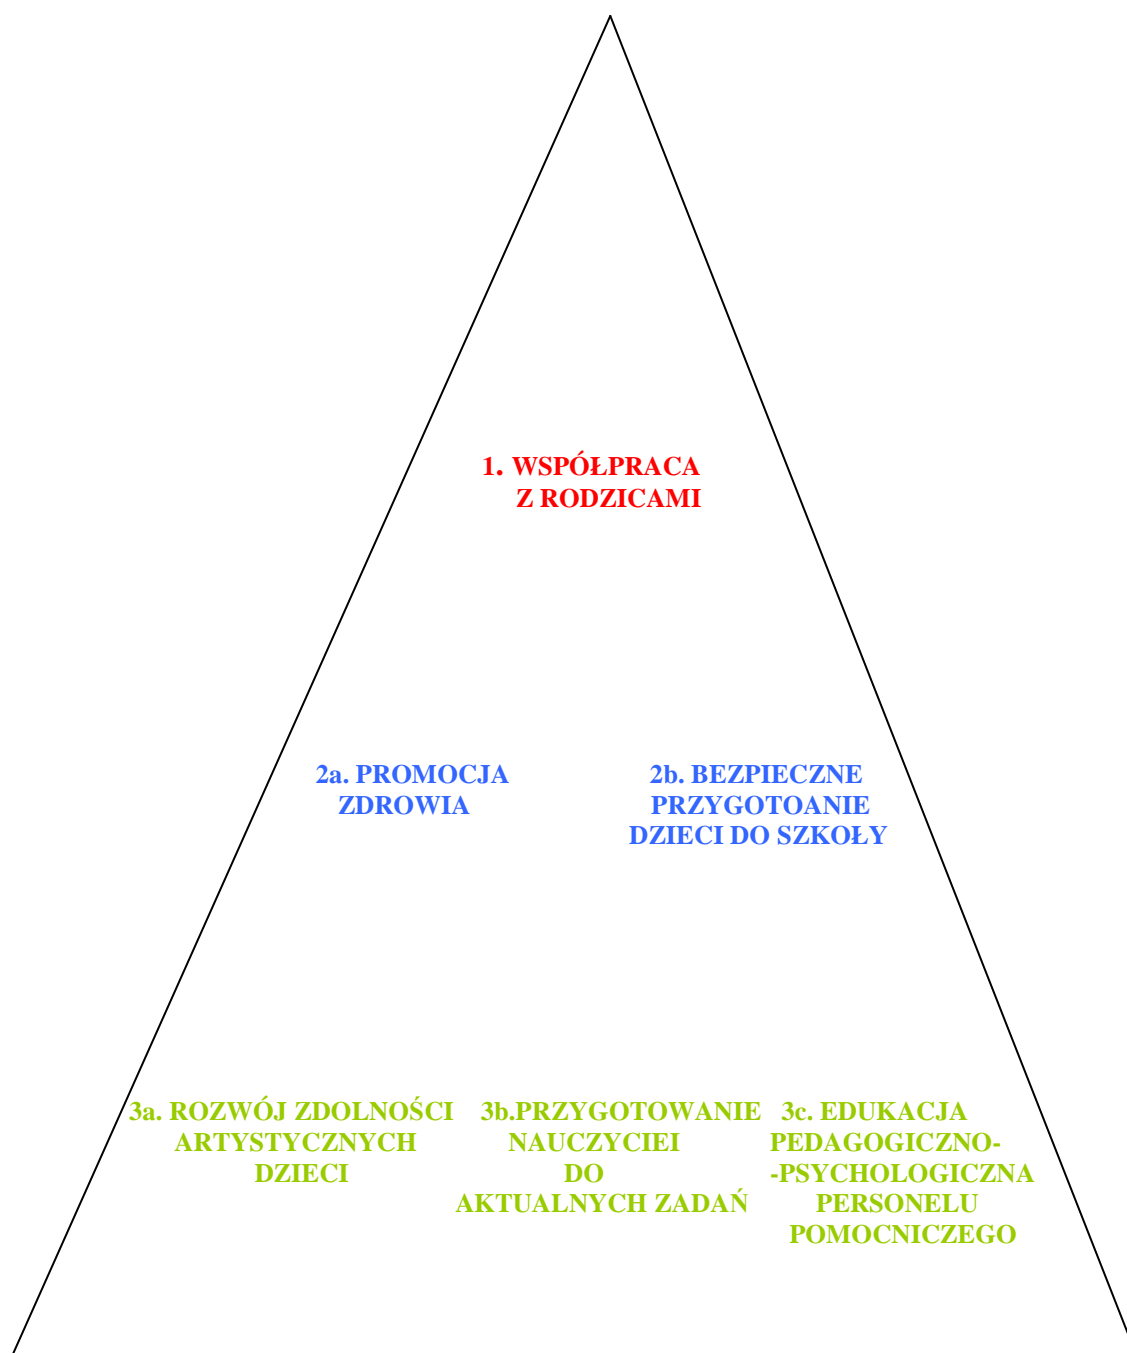 1. WSPÓŁPRACA
Z RODZICAMI
2a. PROMOCJA
ZDROWIA
2b. BEZPIECZNE
PRZYGOTOANIE
DZIECI DO SZKOŁY
3a. ROZWÓJ ZDOLNOŚCI
ARTYSTYCZNYCH
DZIECI
3b.PRZYGOTOWANIE
NAUCZYCIEI
DO
AKTUALNYCH ZADAŃ
3c. EDUKACJA
PEDAGOGICZNO-
-PSYCHOLOGICZNA
PERSONELU
POMOCNICZEGO